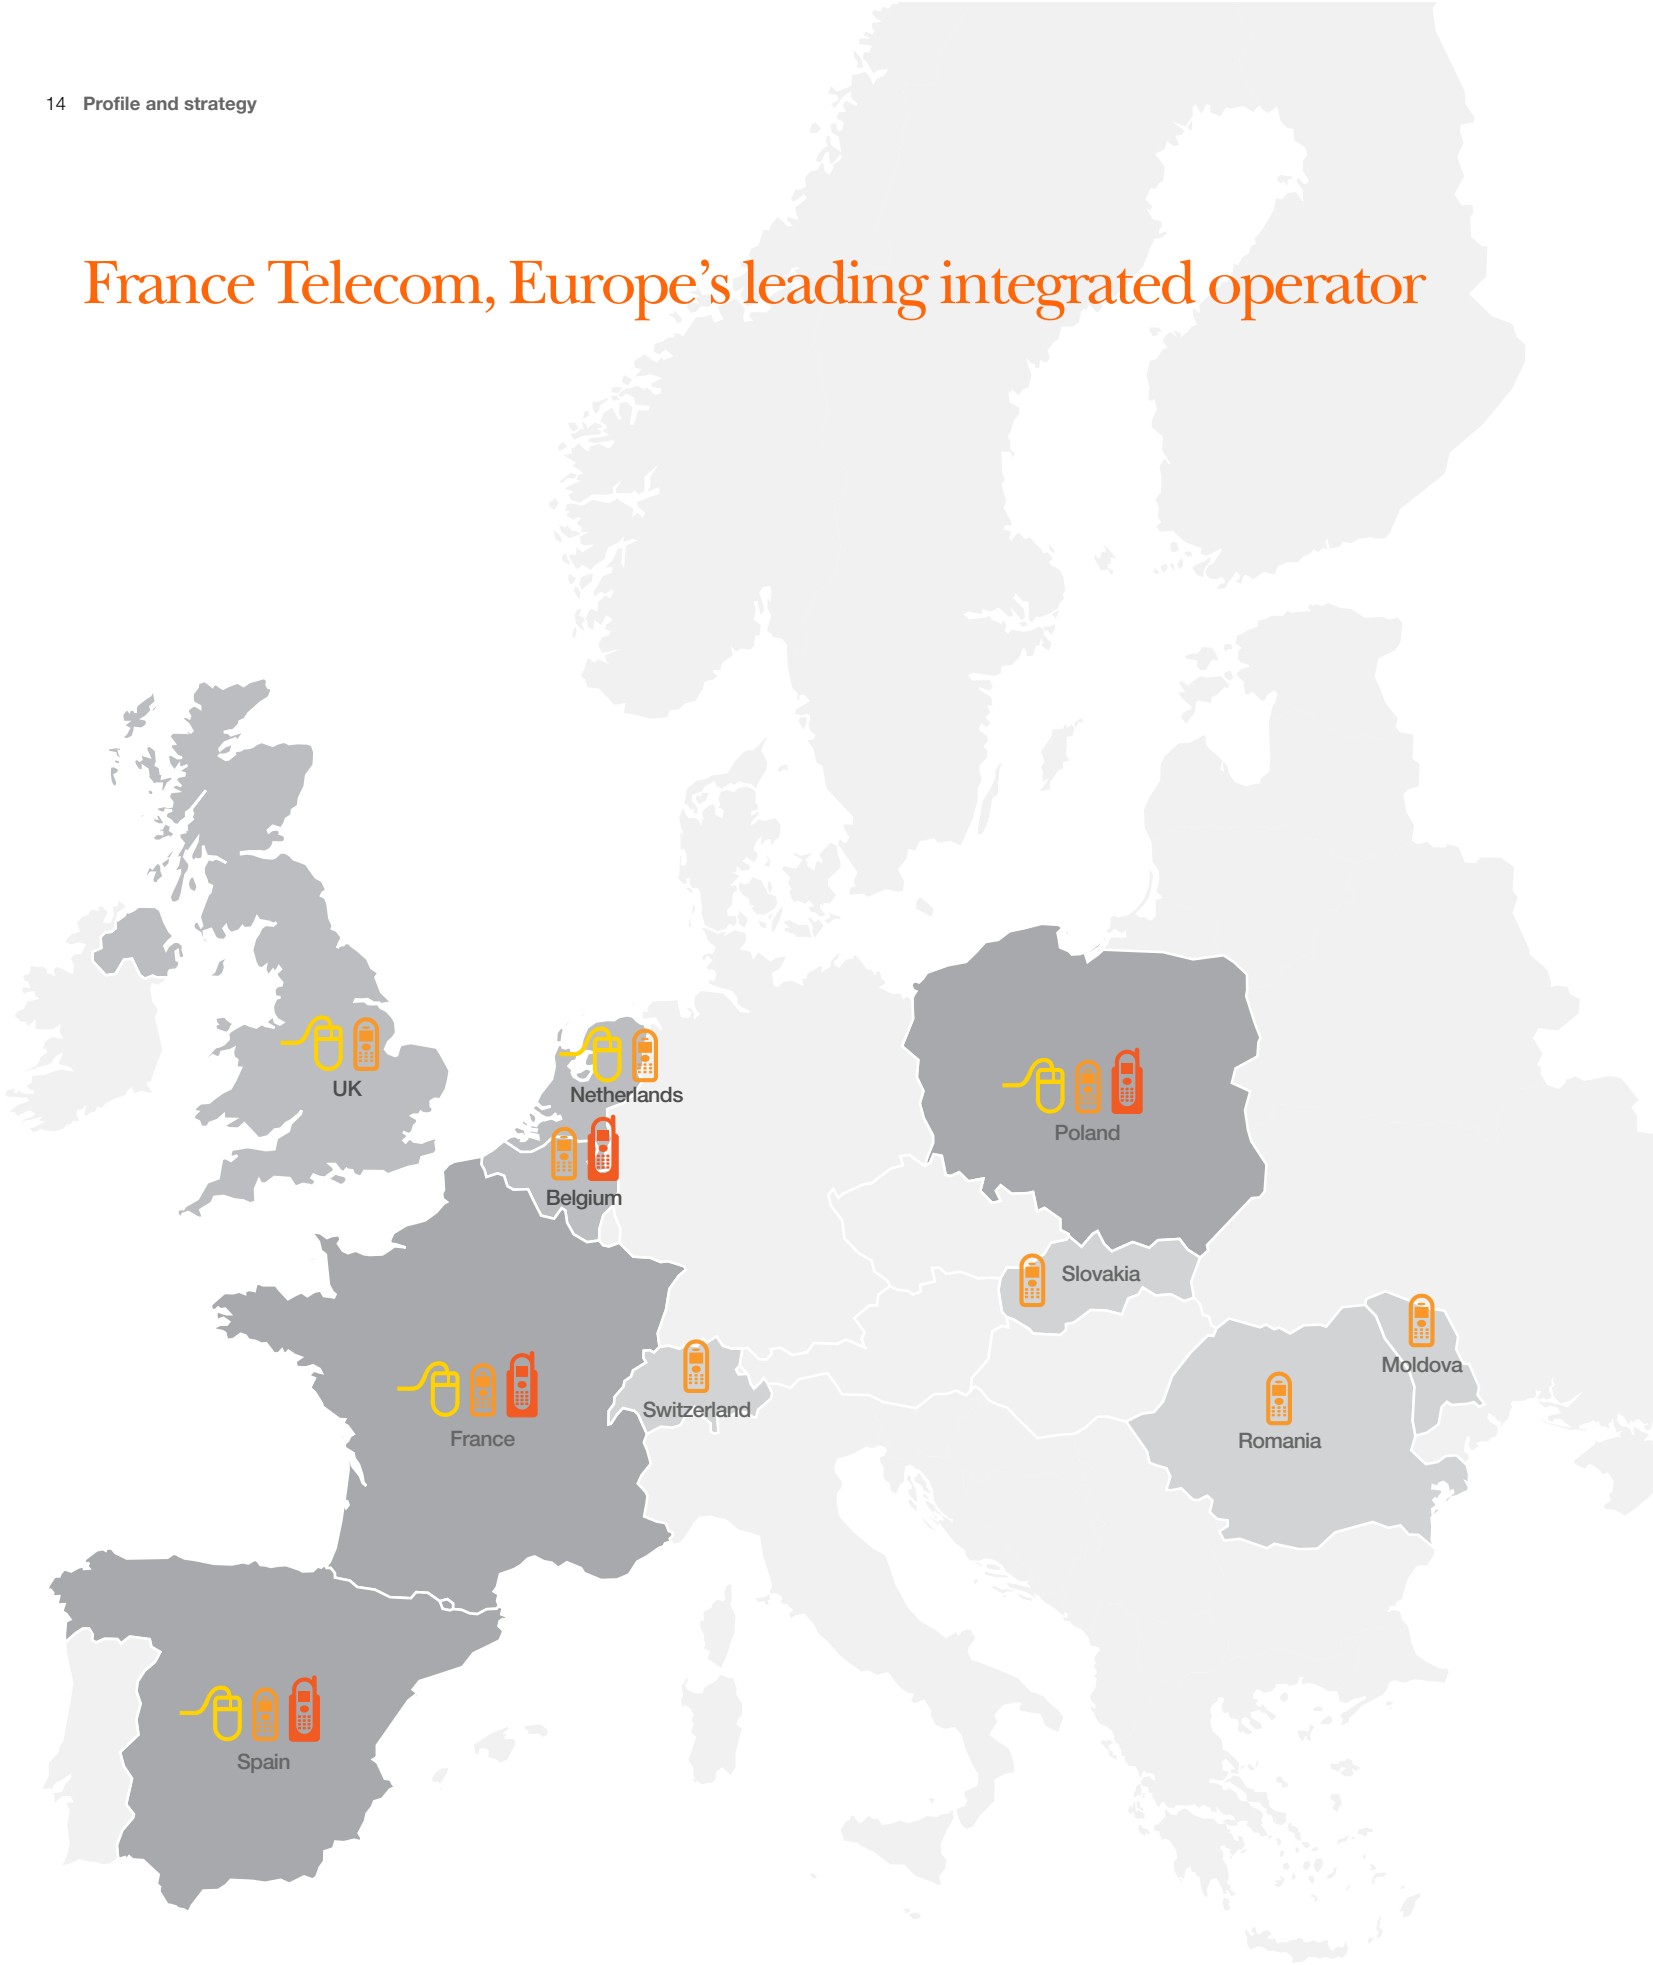 14 Profile and strategy
France Telecom, Europe’s leading integrated operator
UK
Netherlands
Poland
Belgium
Slovakia
Moldova
Switzerland
France
Romania
Spain